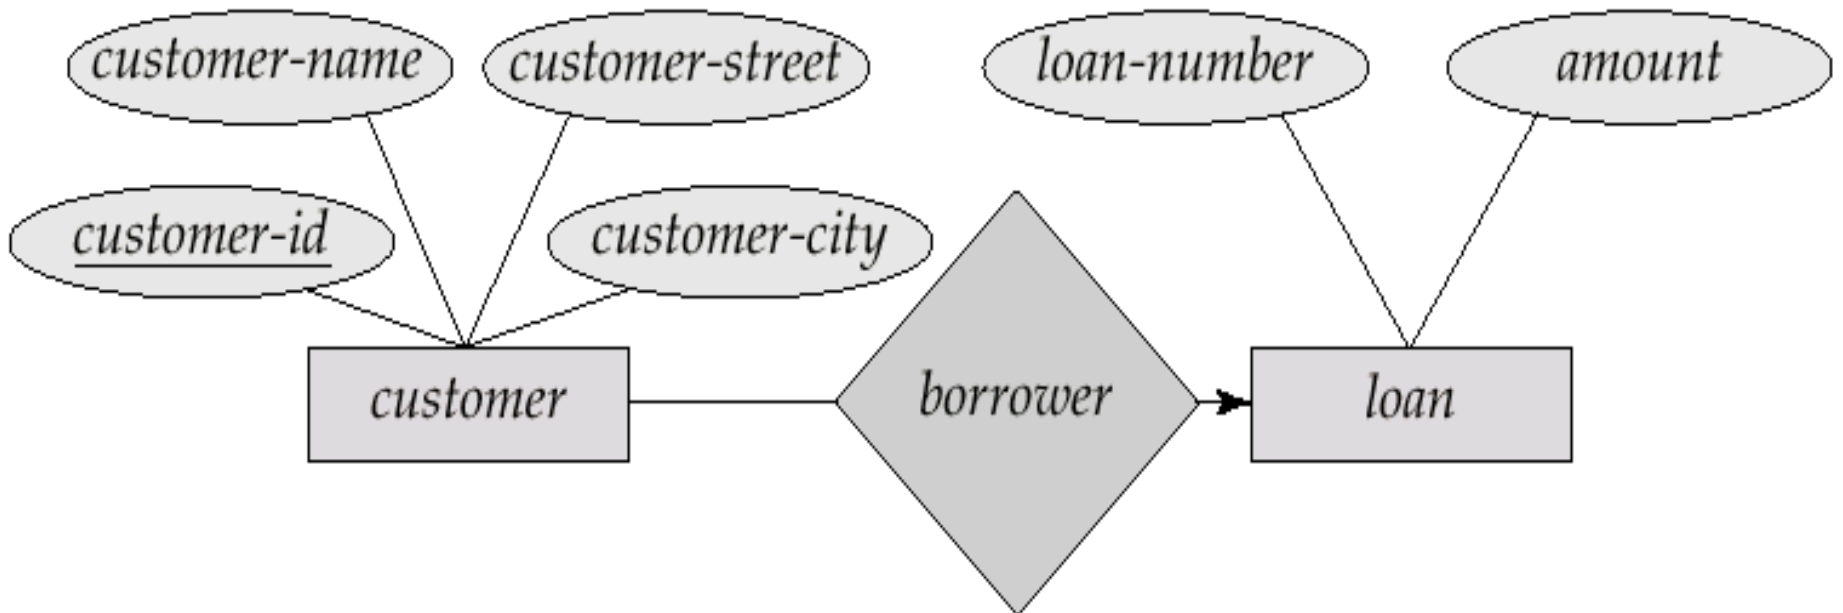 customer-name
customer-street
loan-number
amount
customer-id
customer-city
customer
borrower
loan